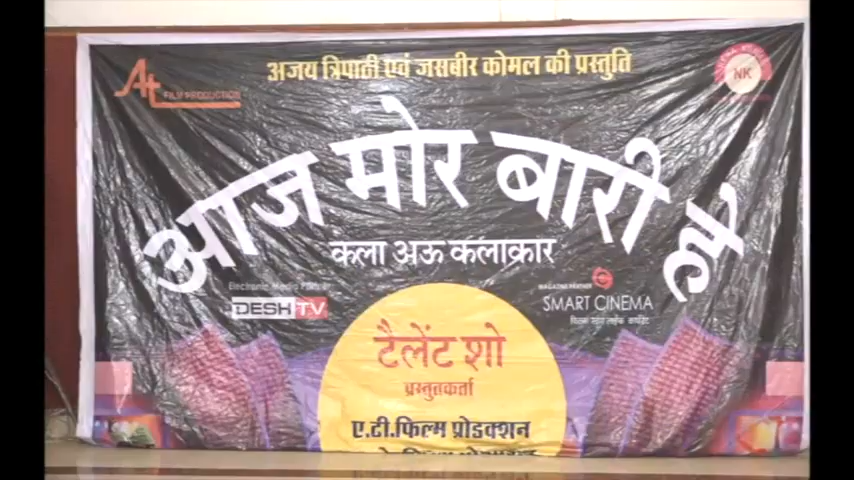 अजय त्रिपाठी एवं जसबीर कोमल की प्रस्तुति
At
FILM PRODUCTION
NK
आज मोर बारी हे
कला अऊ कलाकार
Electronic Media Partner
DESH TV
MAGAZINE PARTNER
SMART CINEMA
टैलेंट शो
प्रस्तुतकर्ता
ए.टी.फिल्म प्रोडक्शन